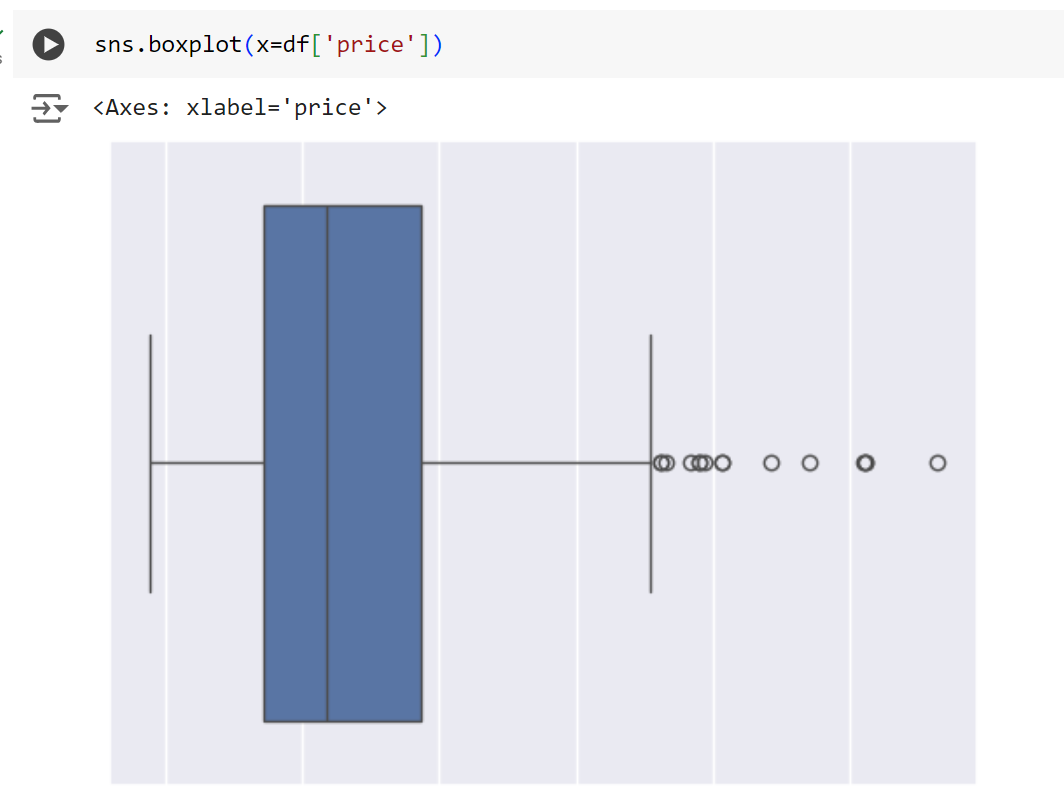 sns.boxplot(x=df['price'])
<Axes: xlabel='price'>